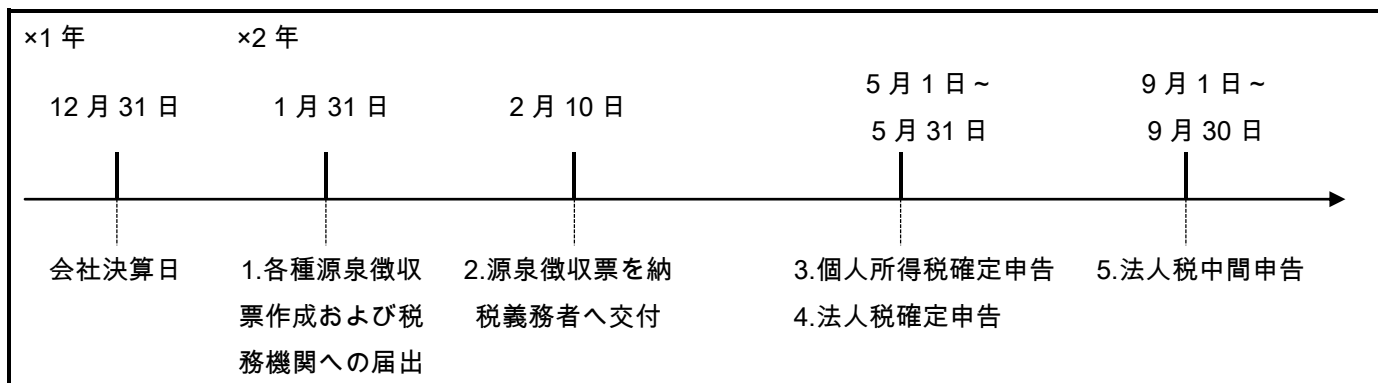 ×1 年
×2 年
12 月 31 日
1 月 31 日
2 月 10 日
5 月 1 日~
5 月 31 日
9 月 1 日~
9 月 30 日
会社決算日
1.各種源泉徴収
票作成および税
務機関への届出
2.源泉徴収票を納
税義務者へ交付
3.個人所得税確定申告
4.法人税確定申告
5.法人税中間申告